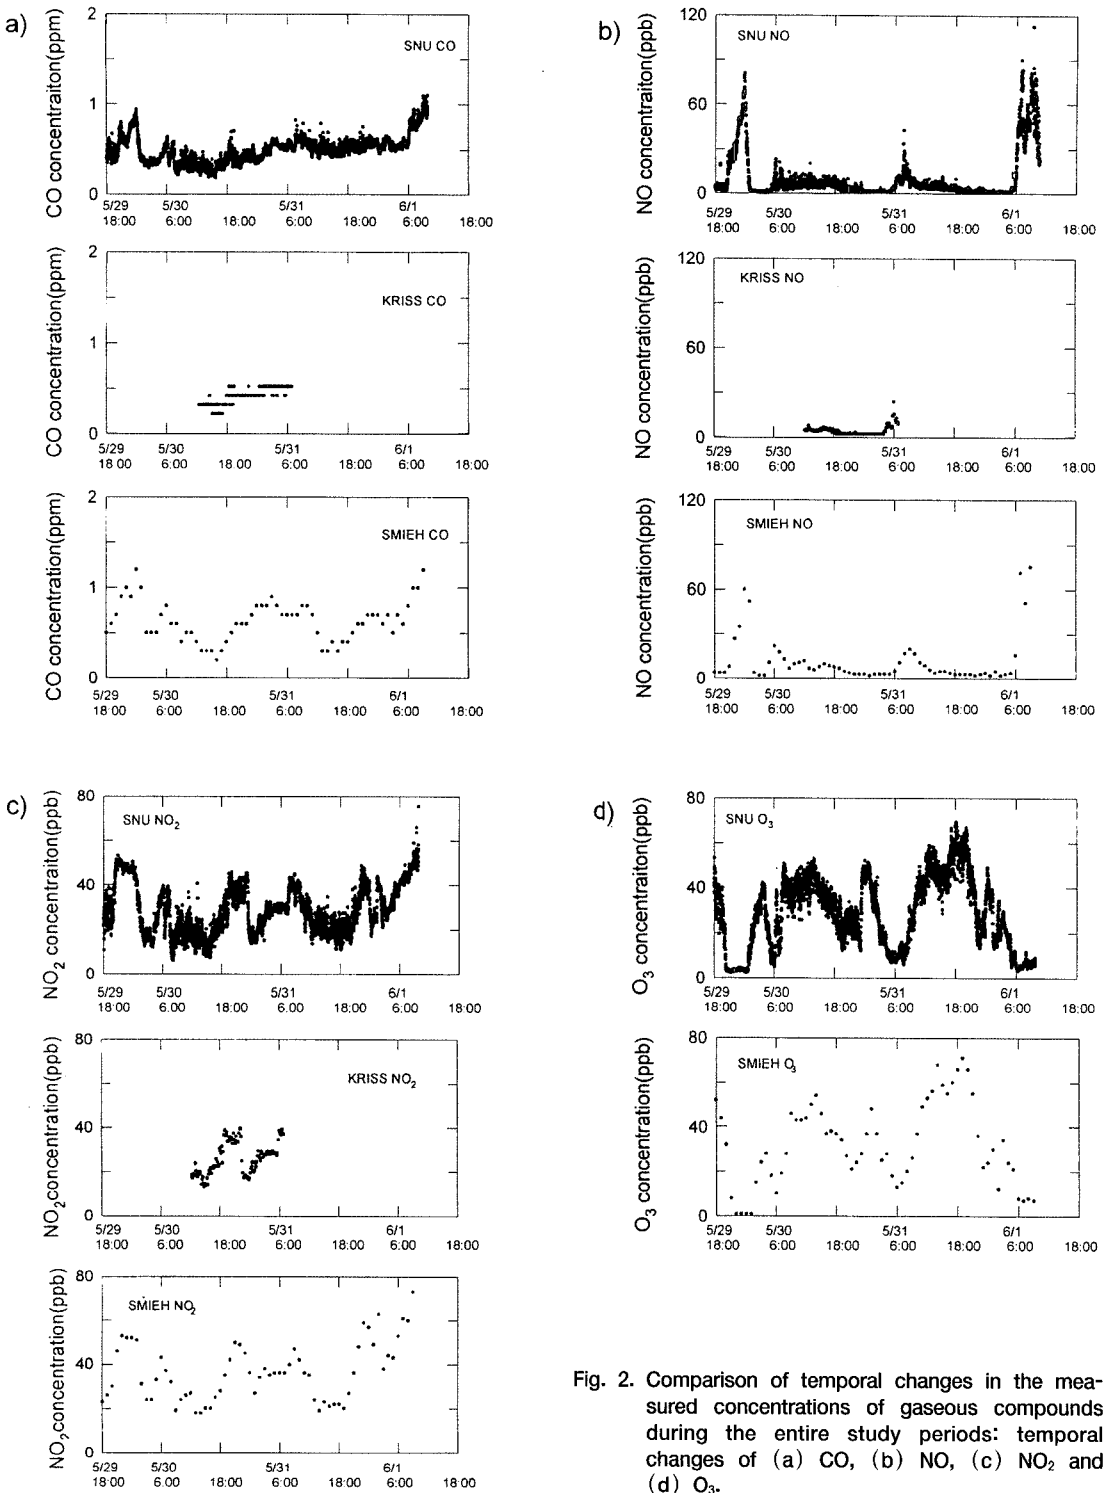 a)
CO concentraiton(ppm)
2
1
0
SNU CO
5/29 5/30 5/31 6/1
18:00 6:00 18:00 6:00 18:00 6:00 18:00
CO concentration(ppm)
2
1
0
KRISS CO
5/29 5/30 5/31 6/1
18:00 6:00 18:00 6:00 18:00 6:00 18:00
CO concentration(ppm)
2
1
0
SMIEH CO
5/29 5/30 5/31 6/1
18:00 6:00 18:00 6:00 18:00 6:00 18:00
b)
NO concentraiton(ppb)
120
60
0
SNU NO
5/29 5/30 5/31 6/1
18:00 6:00 18:00 6:00 18:00 6:00 18:00
NO concentration(ppb)
120
60
0
KRISS NO
5/29 5/30 5/31 6/1
18:00 6:00 18:00 6:00 18:00 6:00 18:00
NO concentration(ppb)
120
60
0
SMIEH NO
5/29 5/30 5/31 6/1
18:00 6:00 18:00 6:00 18:00 6:00 18:00
c)
NO₂ concentraiton(ppb)
80
40
0
SNU NO₂
5/29 5/30 5/31 6/1
18:00 6:00 18:00 6:00 18:00 6:00 18:00
NO₂concentration(ppb)
80
40
0
KRISS NO₂
5/29 5/30 5/31 6/1
18:00 6:00 18:00 6:00 18:00 6:00 18:00
NO₂concentration(ppb)
80
40
0
SMIEH NO₂
5/29 5/30 5/31 6/1
18:00 6:00 18:00 6:00 18:00 6:00 18:00
d)
O₃ concentraiton(ppb)
80
40
0
SNU O₃
5/29 5/30 5/31 6/1
18:00 6:00 18:00 6:00 18:00 6:00 18:00
O₃ concentration(ppb)
80
40
0
SMIEH O₃
5/29 5/30 5/31 6/1
18:00 6:00 18:00 6:00 18:00 6:00 18:00
Fig. 2. Comparison of temporal changes in the mea-
sured concentrations of gaseous compounds
during the entire study periods: temporal
changes of (a) CO, (b) NO, (c) NO₂ and
(d) O₃.